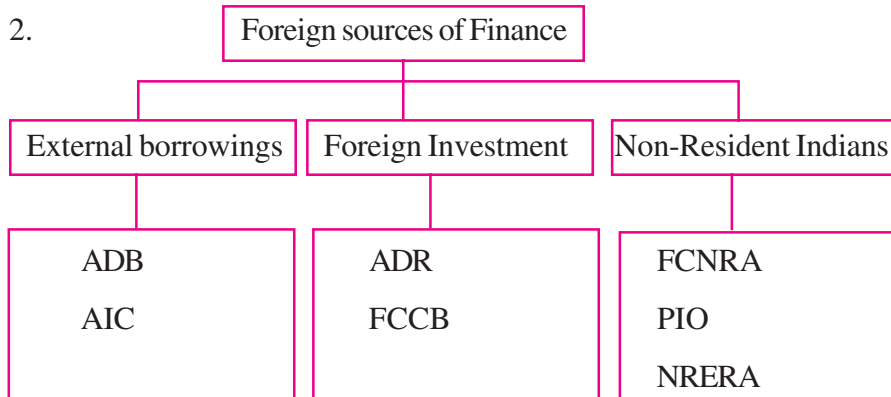 2.
Foreign sources of Finance
External borrowings
Foreign Investment
Non-Resident Indians
ADB
AIC
ADR
FCCB
FCNRA
PIO
NRERA